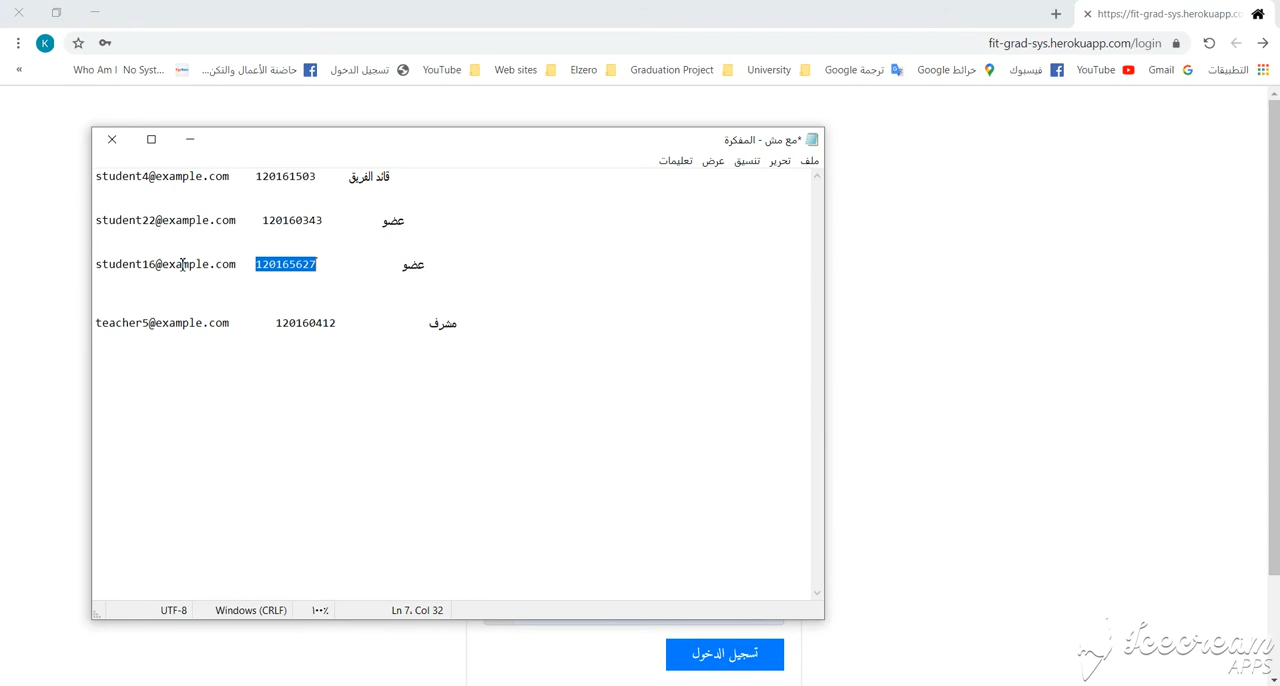 https://fit-grad-sys.herokuapp.cc
K
fit-grad-sys.herokuapp.com/login
التطبيقات
Gmail
YouTube
فيسبوك
خرائط Google
ترجمة Google
University
Graduation Project
Elzero
Web sites
YouTube
تسجيل الدخول
حاضنة الأعمال والتكن...
Who Am I | No Syst...
«
*مع مش - المفكرة
ملف تحرير تنسيق عرض تعليمات
student4@example.com 120161503 قائد الفريق
student22@example.com 120160343 عضو
student16@example.com 120165627 عضو
teacher5@example.com 120160412 مشرف
UTF-8 Windows (CRLF) ١٠٠٪ Ln 7، Col 32
تسجيل الدخول
Icecream
APPS